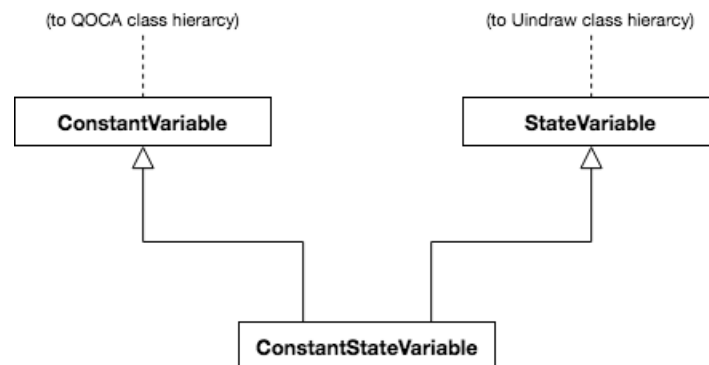 (to QOCA class hierarcy)
(to Uindraw class hierarcy)
ConstantVariable
StateVariable
ConstantStateVariable